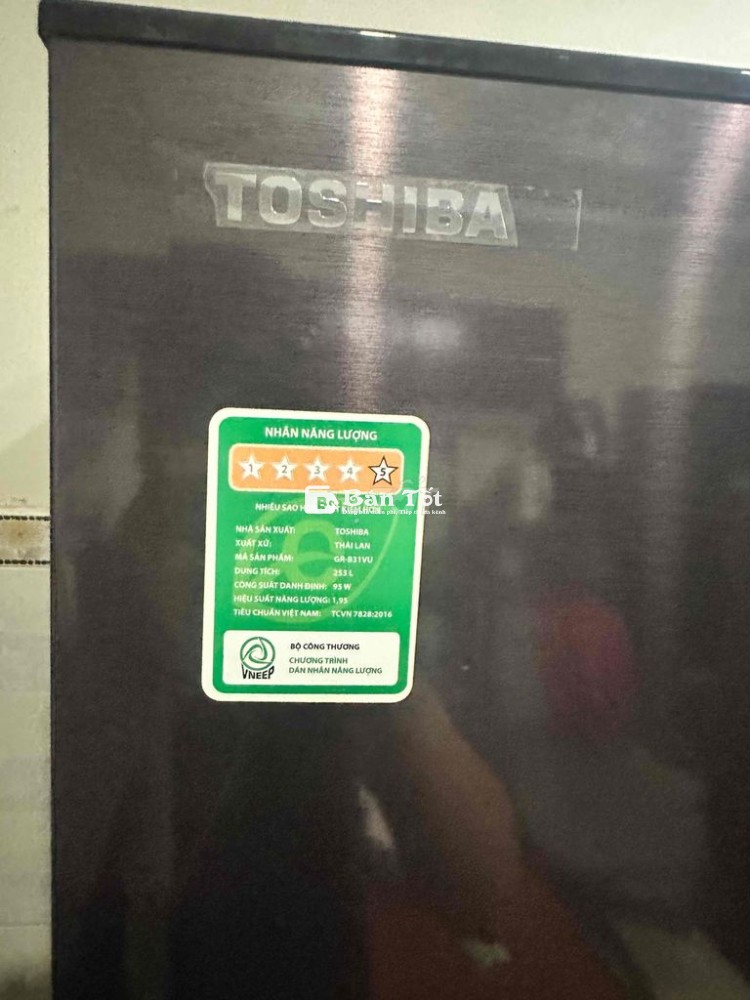 TOSHIBA
NHÃN NĂNG LƯỢNG
1 2 3 4 5
NHIỀU SAO
Bán Tốt
NHÀ SẢN XUẤT: TOSHIBA
XUẤT XỨ: THÁI LAN
MÃ SẢN PHẨM: GR-B31VU
DUNG TÍCH: 253 L
CÔNG SUẤT DANH ĐỊNH: 95 W
HIỆU SUẤT NĂNG LƯỢNG: 1,95
TIÊU CHUẨN VIỆT NAM: TCVN 7828:2016
VNEEP
BỘ CÔNG THƯƠNG
CHƯƠNG TRÌNH
DÁN NHÃN NĂNG LƯỢNG